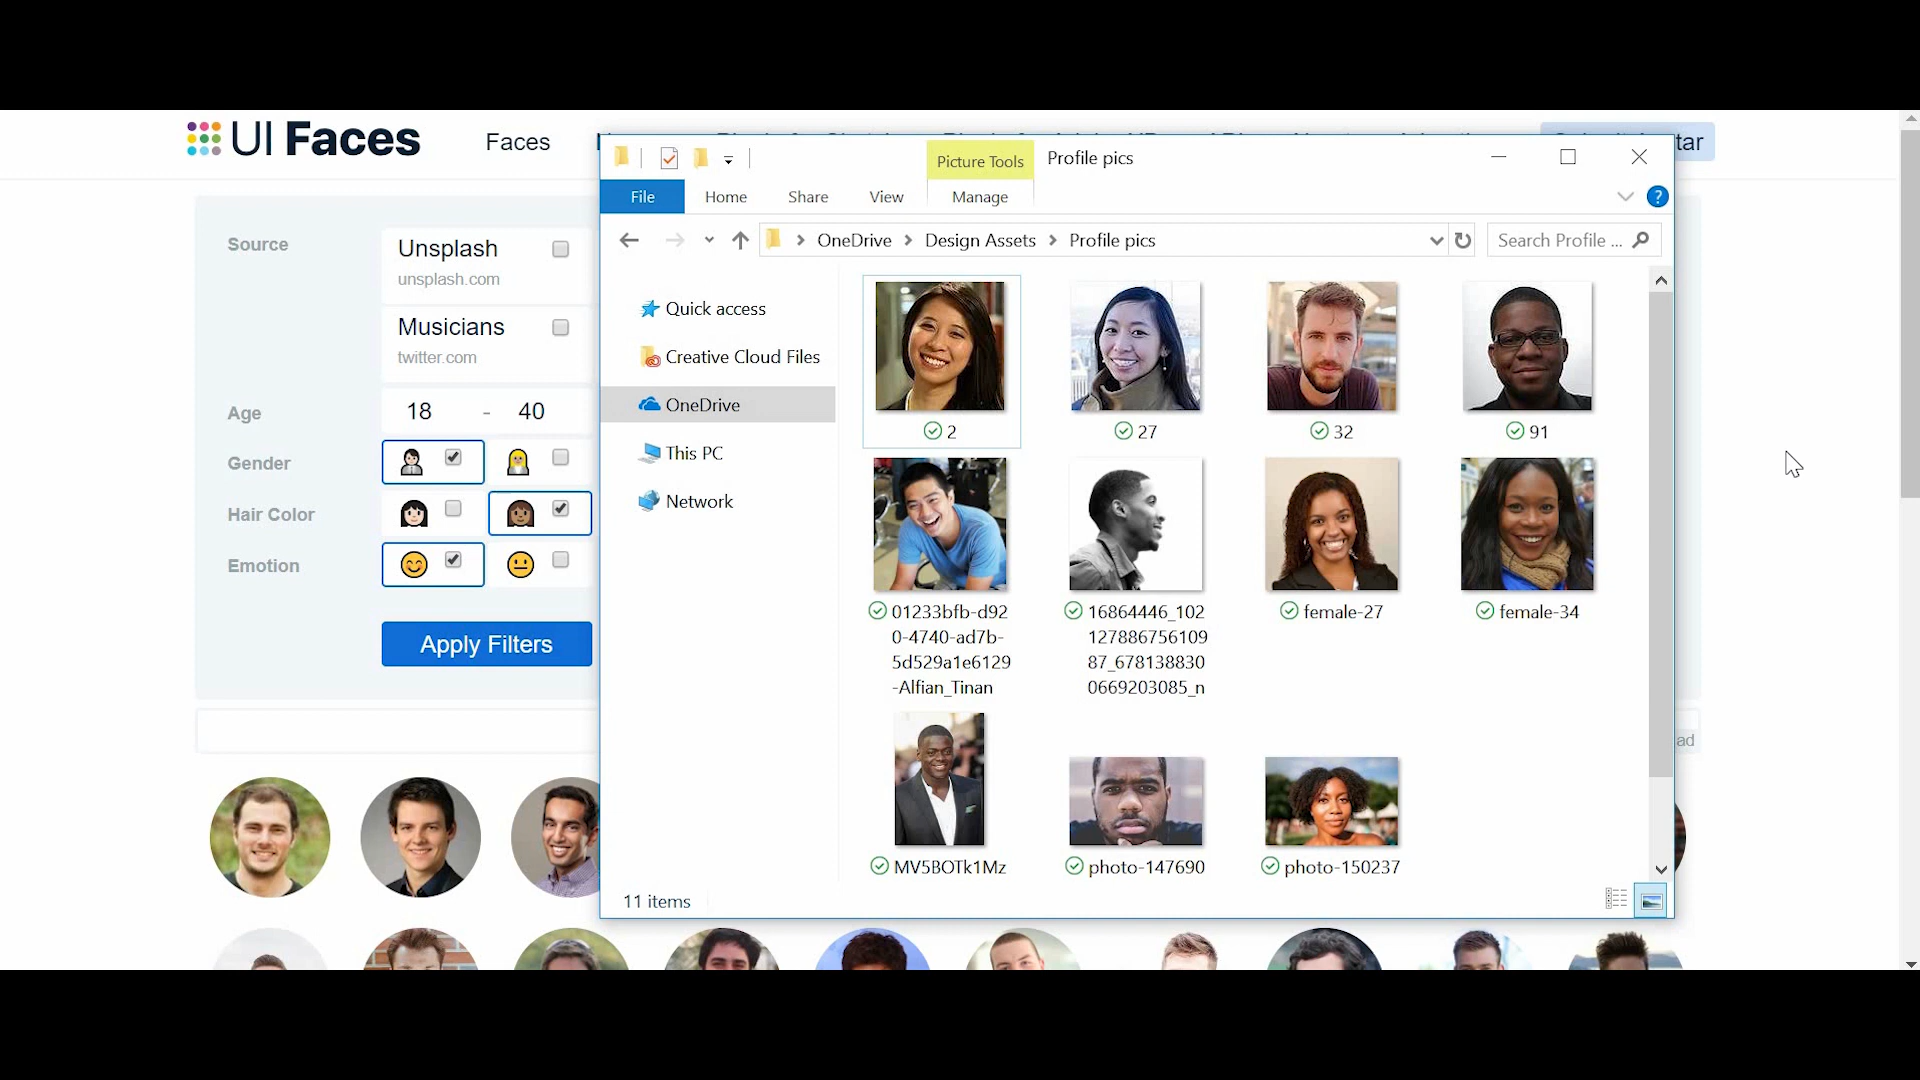 UI Faces
Faces
Source
Unsplash
unsplash.com
Musicians
twitter.com
Age
18 - 40
Gender
Hair Color
Emotion
Apply Filters
tar
ad
Picture Tools
Profile pics
File
Home
Share
View
Manage
?
OneDrive
Design Assets
Profile pics
Search Profile ...
Quick access
Creative Cloud Files
OneDrive
This PC
Network
2
27
32
91
01233bfb-d92
0-4740-ad7b-
5d529a1e6129
-Alfian_Tinan
16864446_102
127886756109
87_678138830
0669203085_n
female-27
female-34
MV5BOTk1Mz
photo-147690
photo-150237
11 items